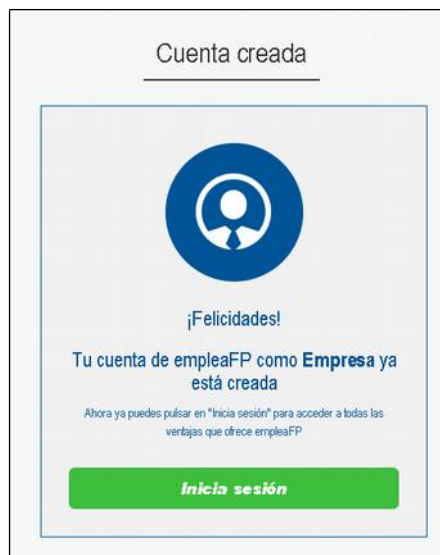 Cuenta creada
¡Felicidades!
Tu cuenta de empleaFP como Empresa ya
está creada
Ahora ya puedes pulsar en "Inicia sesión" para acceder a todas las
ventajas que ofrece empleaFP
Inicia sesión